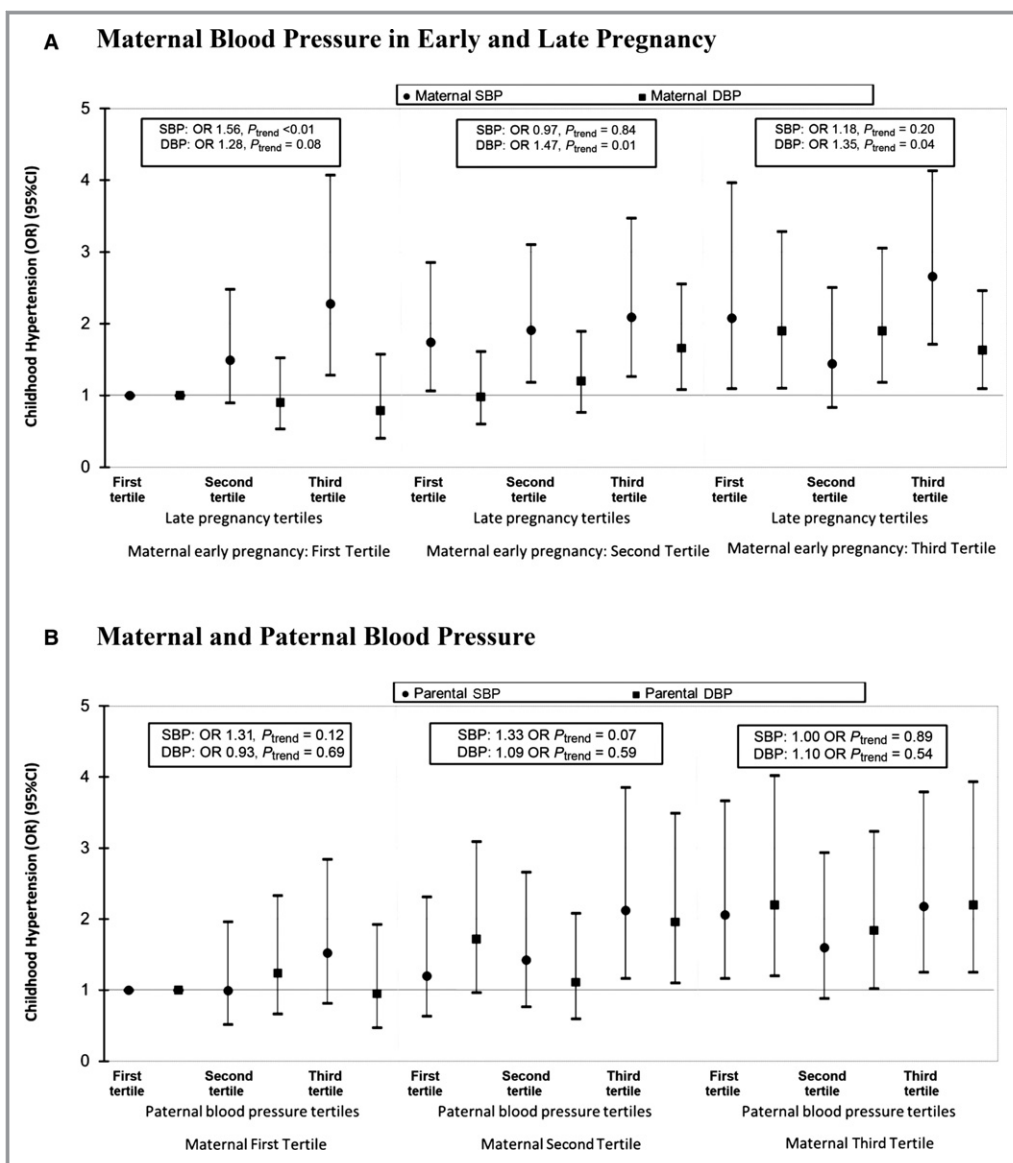 A Maternal Blood Pressure in Early and Late Pregnancy
● Maternal SBP ■ Maternal DBP
SBP: OR 1.56, Ptrend <0.01
DBP: OR 1.28, Ptrend = 0.08
SBP: OR 0.97, Ptrend = 0.84
DBP: OR 1.47, Ptrend = 0.01
SBP: OR 1.18, Ptrend = 0.20
DBP: OR 1.35, Ptrend = 0.04
Childhood Hypertension (OR) (95%CI)
5
4
3
2
1
0
First tertile
Second tertile
Third tertile
First tertile
Second tertile
Third tertile
First tertile
Second tertile
Third tertile
Late pregnancy tertiles
Late pregnancy tertiles
Late pregnancy tertiles
Maternal early pregnancy: First Tertile
Maternal early pregnancy: Second Tertile
Maternal early pregnancy: Third Tertile
B Maternal and Paternal Blood Pressure
● Parental SBP ■ Parental DBP
SBP: OR 1.31, Ptrend = 0.12
DBP: OR 0.93, Ptrend = 0.69
SBP: 1.33 OR Ptrend = 0.07
DBP: 1.09 OR Ptrend = 0.59
SBP: 1.00 OR Ptrend = 0.89
DBP: 1.10 OR Ptrend = 0.54
Childhood Hypertension (OR) (95%CI)
5
4
3
2
1
0
First tertile
Second tertile
Third tertile
First tertile
Second tertile
Third tertile
First tertile
Second tertile
Third tertile
Paternal blood pressure tertiles
Paternal blood pressure tertiles
Paternal blood pressure tertiles
Maternal First Tertile
Maternal Second Tertile
Maternal Third Tertile